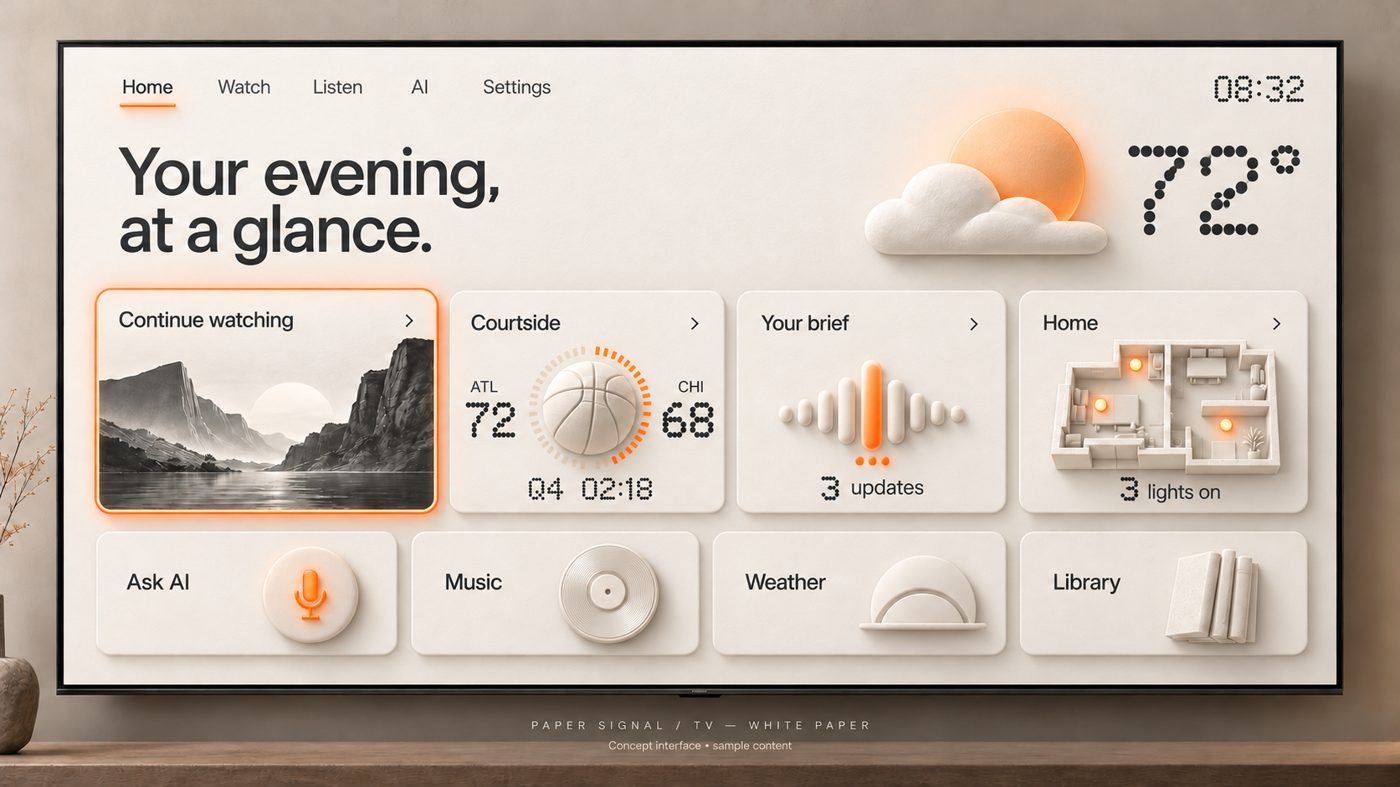 Home Watch Listen AI Settings
08:32
Your evening,
at a glance.
72°
Continue watching
Courtside
ATL
72
CHI
68
Q4 02:18
Your brief
3 updates
Home
3 lights on
Ask AI
Music
Weather
Library
PAPER SIGNAL / TV — WHITE PAPER
Concept interface • sample content